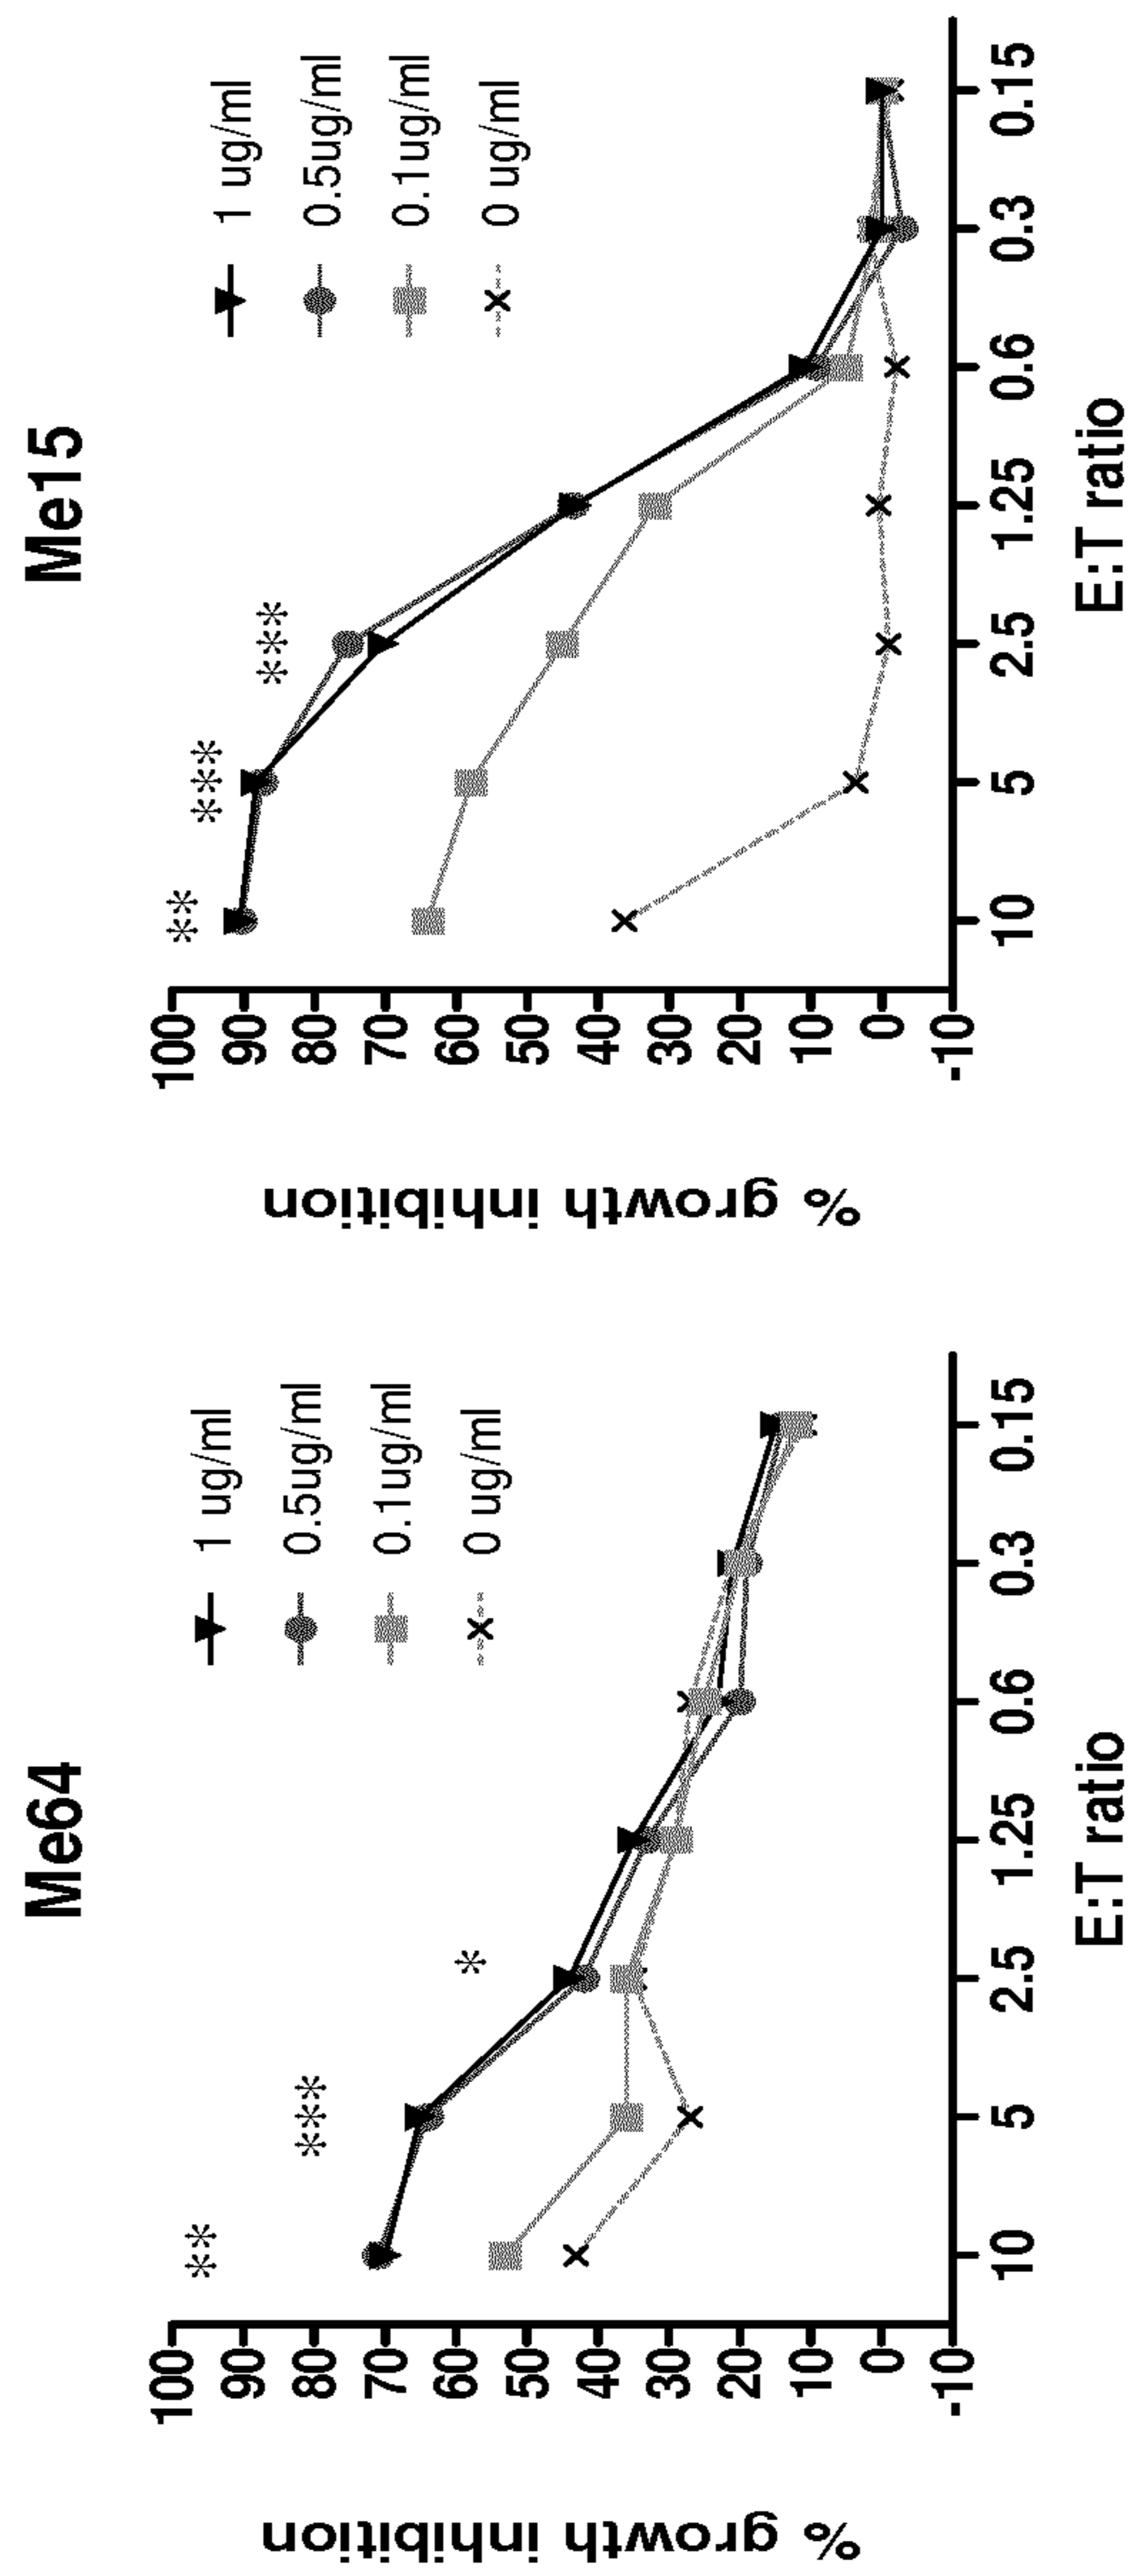 Me64
% growth inhibition
100
90
80
70
60
50
40
30
20
10
0
-10
**
***
*
1 ug/ml
0.5ug/ml
0.1ug/ml
0 ug/ml
10 5 2.5 1.25 0.6 0.3 0.15
E:T ratio
Me15
% growth inhibition
100
90
80
70
60
50
40
30
20
10
0
-10
**
***
***
1 ug/ml
0.5ug/ml
0.1ug/ml
0 ug/ml
10 5 2.5 1.25 0.6 0.3 0.15
E:T ratio